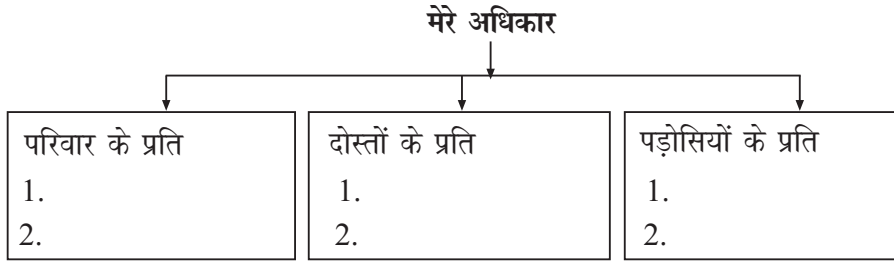 मेरे अधिकार
परिवार के प्रति
1.
2.
दोस्तों के प्रति
1.
2.
पड़ोसियों के प्रति
1.
2.